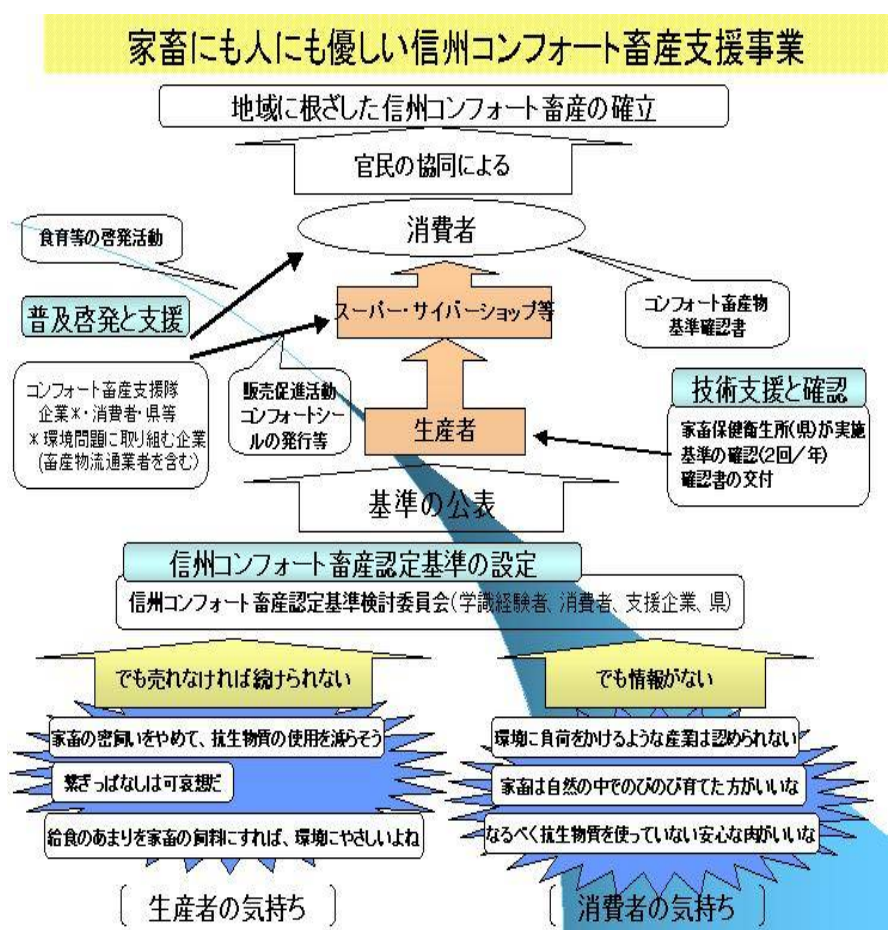 家畜にも人にも優しい信州コンフォート畜産支援事業
地域に根ざした信州コンフォート畜産の確立
官民の協同による
消費者
食育等の啓発活動
スーパー・サイバーショップ等
コンフォート畜産物
基準確認書
普及啓発と支援
コンフォート畜産支援隊
企業※・消費者・県等
※環境問題に取り組む企業
(畜産物流通業者を含む)
販売促進活動
コンフォートシー
ルの発行等
生産者
技術支援と確認
家畜保健衛生所(県)が実施
基準の確認(2回/年)
確認書の交付
基準の公表
信州コンフォート畜産認定基準の設定
信州コンフォート畜産認定基準検討委員会(学識経験者、消費者、支援企業、県)
でも売れなければ続けられない
家畜の密飼いをやめて、抗生物質の使用を減らそう
繋ぎっぱなしは可哀想だ
給食のあまりを家畜の飼料にすれば、環境にやさしいよね
[生産者の気持ち]
でも情報がない
環境に負荷をかけるような産業は認められない
家畜は自然の中でのびのび育てた方がいいな
なるべく抗生物質を使っていない安心な肉がいいな
[消費者の気持ち]